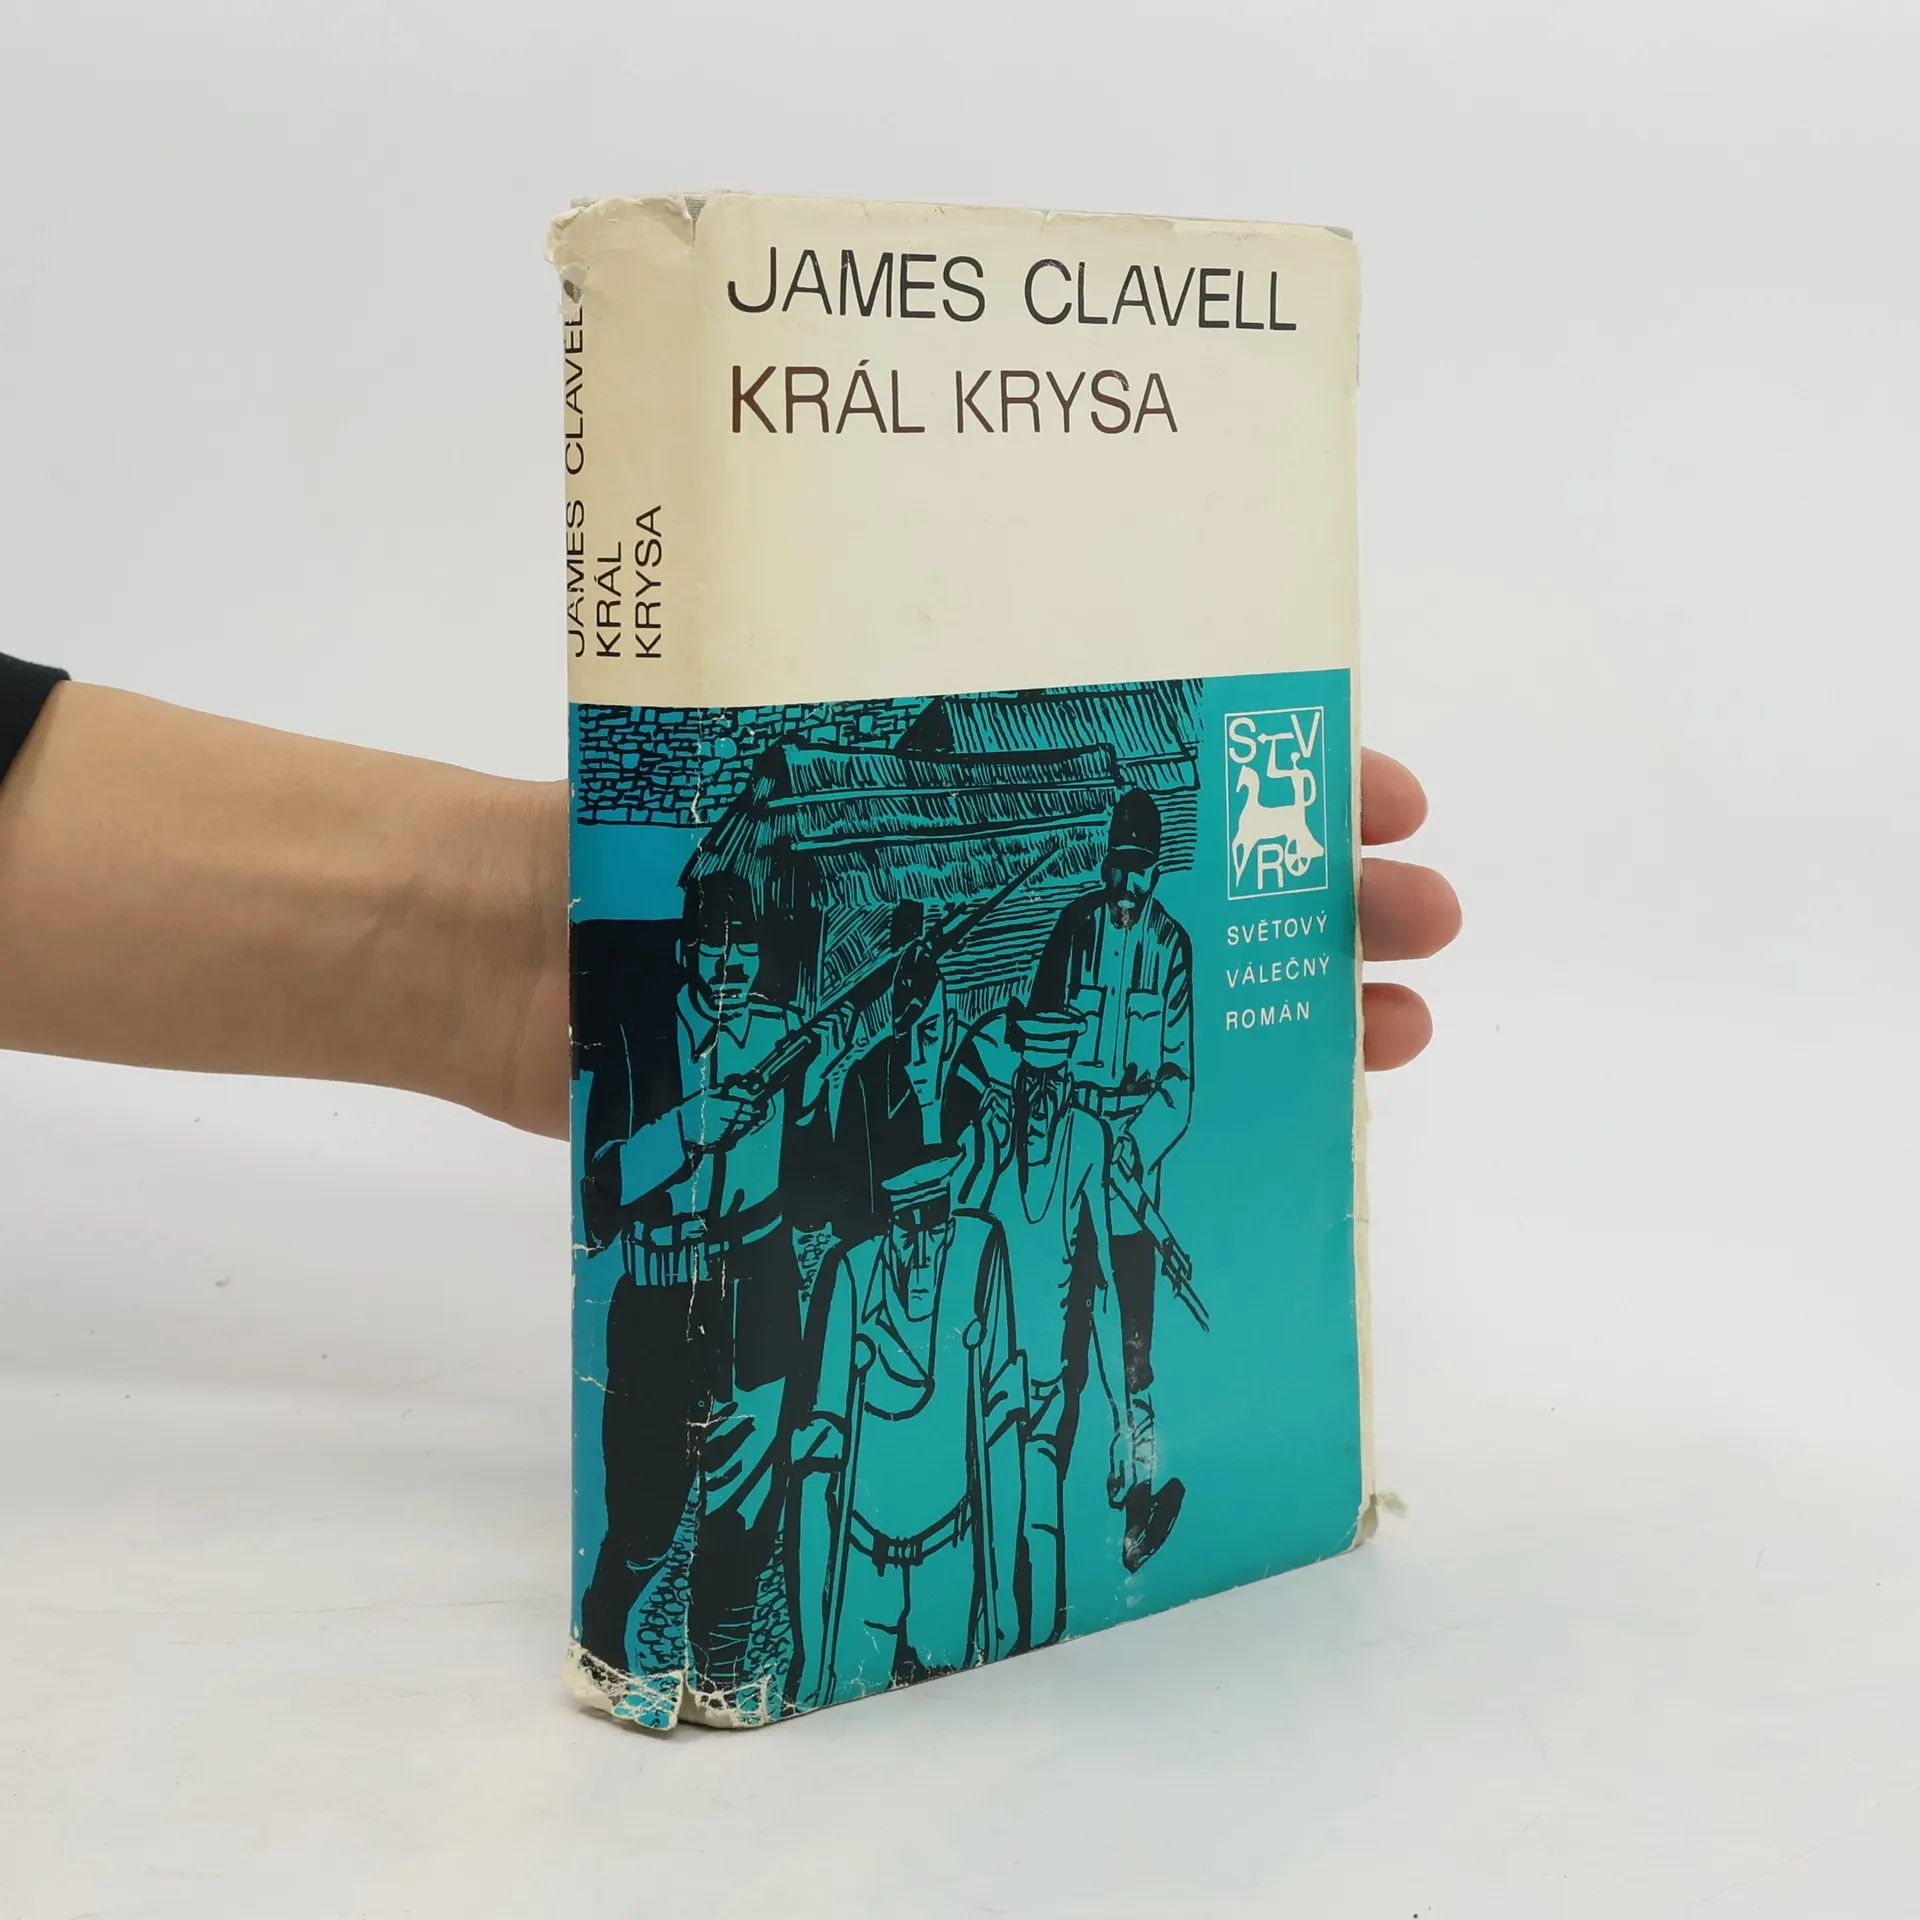 JAMES CLAVELL
KRÁL KRYSA
JAMES CLAVELL
KRÁL
KRYSA
S V
R
SVĚTOVÝ
VÁLEČNÝ
ROMÁN